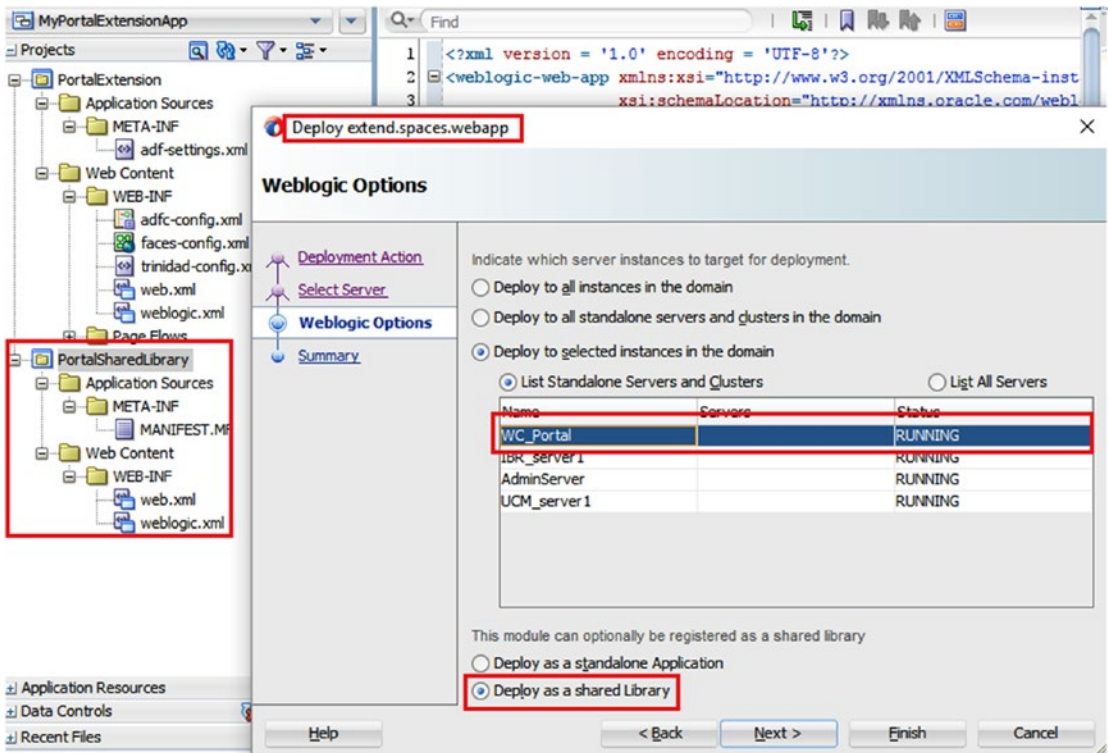 MyPortalExtensionApp
Find
Projects
1 <?xml version = '1.0' encoding = 'UTF-8'?>
2 <weblogic-web-app xmlns:xsi="http://www.w3.org/2001/XMLSchema-inst
3 xsi:schemaLocation="http://xmlns.oracle.com/webl
PortalExtension
Application Sources
META-INF
adf-settings.xml
Web Content
WEB-INF
adfc-config.xml
faces-config.xml
trinidad-config.x
web.xml
weblogic.xml
Page Flows
PortalSharedLibrary
Application Sources
META-INF
MANIFEST.MF
Web Content
WEB-INF
web.xml
weblogic.xml
Application Resources
Data Controls
Recent Files
Deploy extend.spaces.webapp
Weblogic Options
Deployment Action
Select Server
Weblogic Options
Summary
Indicate which server instances to target for deployment.
Deploy to all instances in the domain
Deploy to all standalone servers and clusters in the domain
Deploy to selected instances in the domain
List Standalone Servers and Clusters List All Servers
Name Servers Status
WC_Portal RUNNING
IBR_server1 RUNNING
AdminServer RUNNING
UCM_server1 RUNNING
This module can optionally be registered as a shared library
Deploy as a standalone Application
Deploy as a shared Library
Help < Back Next > Finish Cancel